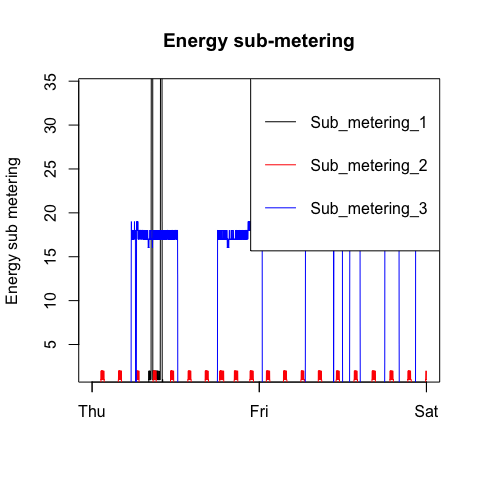 Energy sub-metering
Energy sub metering
35
30
25
20
15
10
5
Sub_metering_1
Sub_metering_2
Sub_metering_3
Thu
Fri
Sat